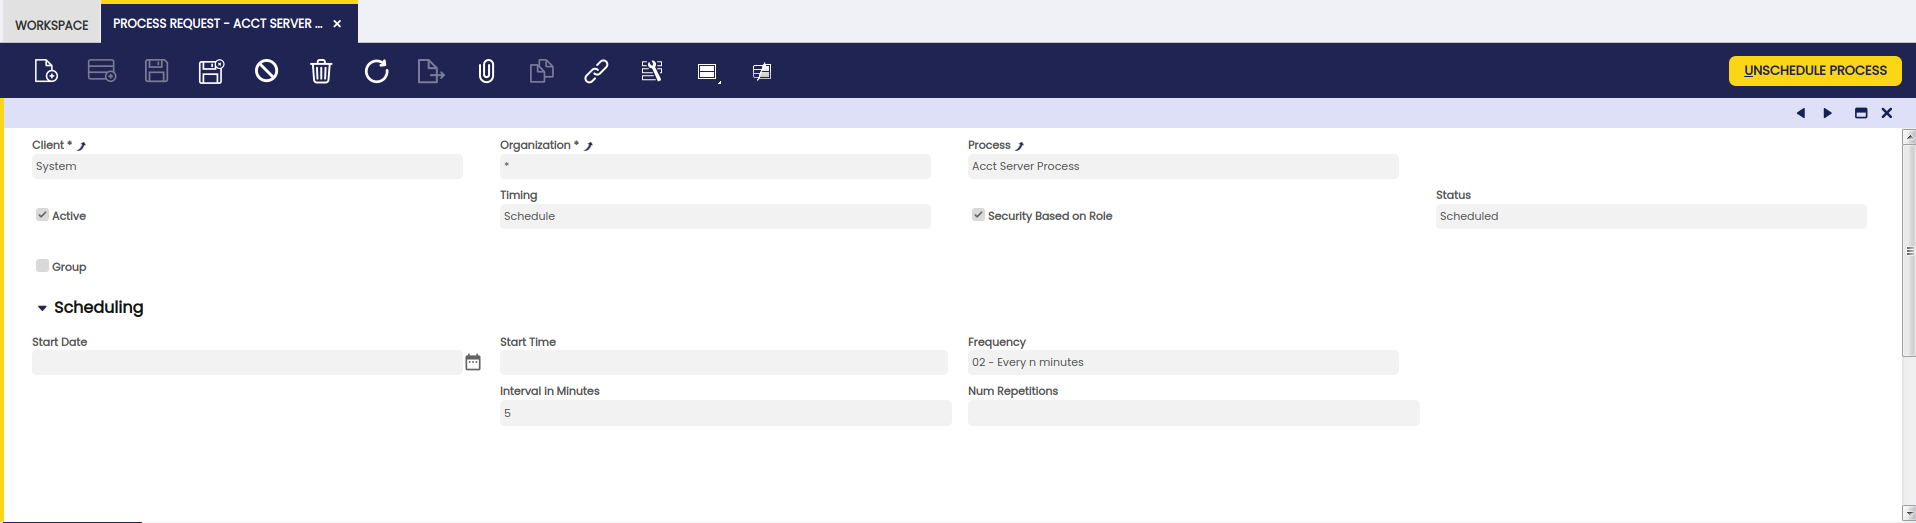 WORKSPACE
PROCESS REQUEST - ACCT SERVER ...
UNSCHEDULE PROCESS
Client *
Organization *
Process
System
*
Acct Server Process
Timing
Status
Active
Schedule
Security Based on Role
Scheduled
Group
Scheduling
Start Date
Start Time
Frequency
02 - Every n minutes
Interval in Minutes
Num Repetitions
5